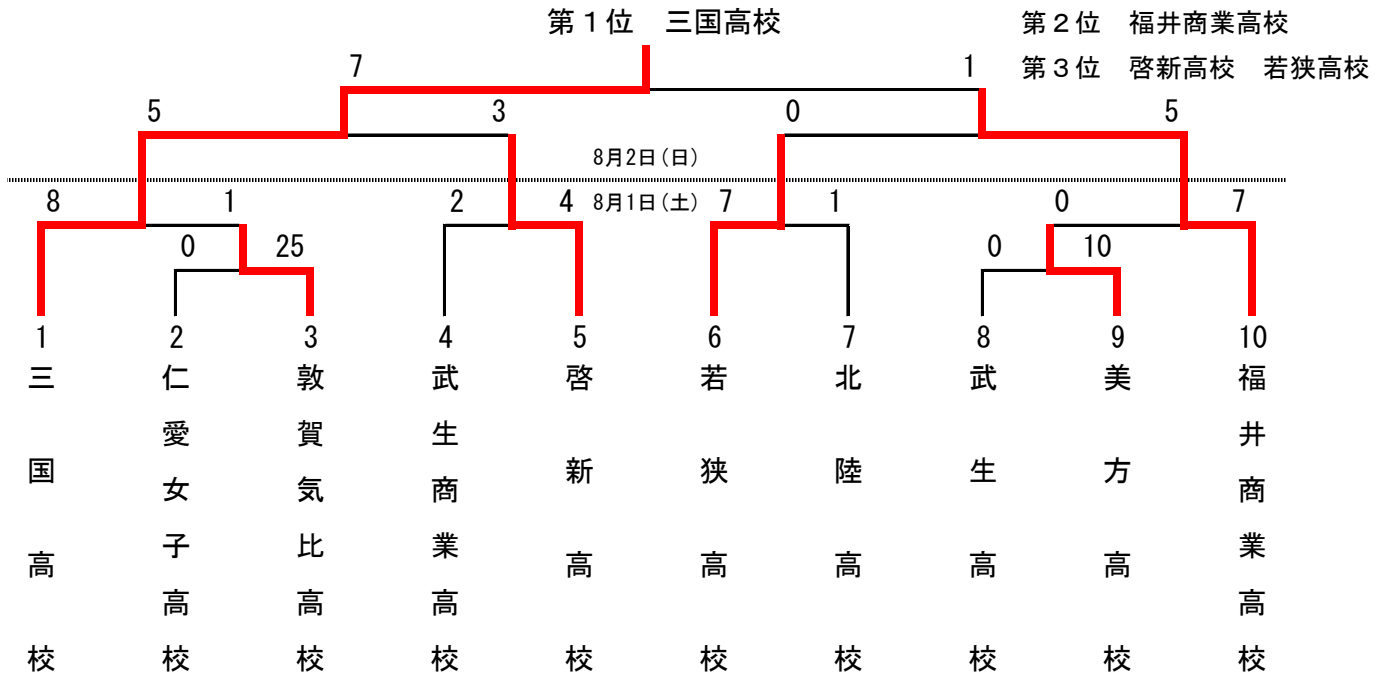 第１位　三国高校
第２位　福井商業高校
第３位　啓新高校　若狭高校
7 1
5 3 0 5
8月2日(日)
8月1日(土)
8 1 2 4 7 1 0 7
0 25 0 10
1 2 3 4 5 6 7 8 9 10
三国高校
仁愛女子高校
敦賀気比高校
武生商業高校
啓新高校
若狭高校
北陸高校
武生高校
美方高校
福井商業高校